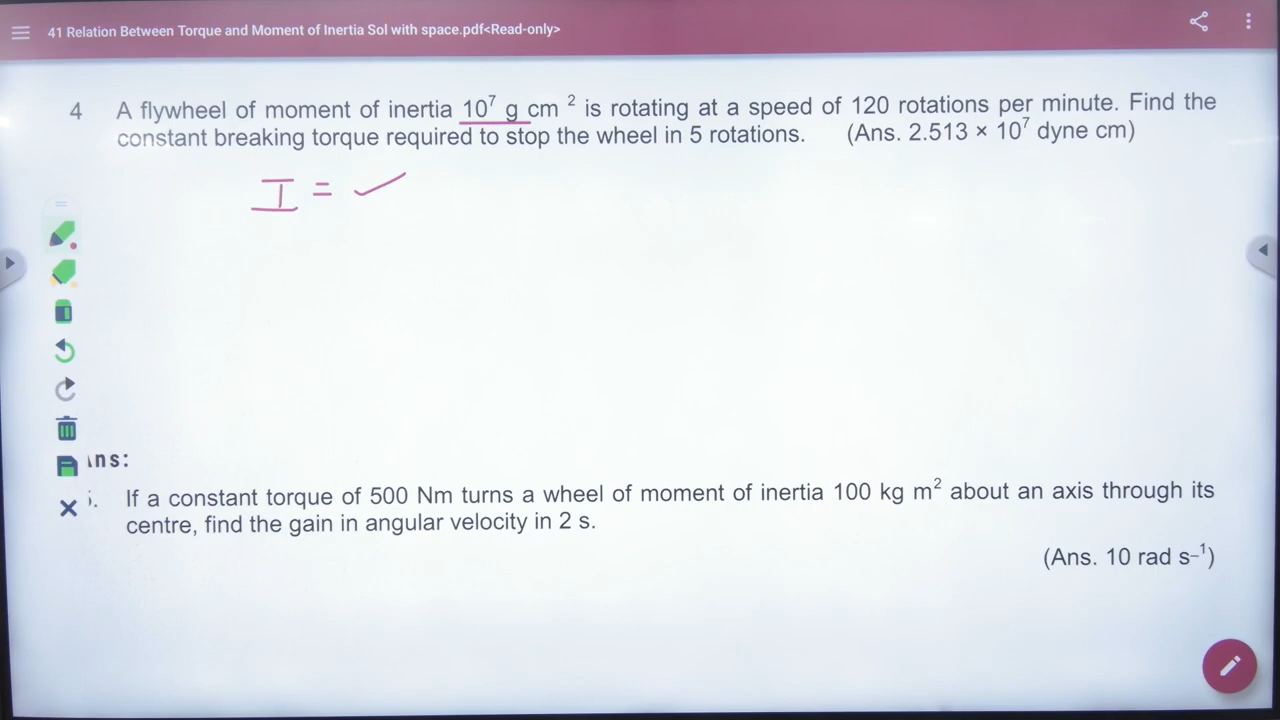 41 Relation Between Torque and Moment of Inertia Sol with space.pdf<Read-only>
4 A flywheel of moment of inertia 10⁷ g cm ² is rotating at a speed of 120 rotations per minute. Find the
constant breaking torque required to stop the wheel in 5 rotations. (Ans. 2.513 × 10⁷ dyne cm)
I = ✓
ns:
. If a constant torque of 500 Nm turns a wheel of moment of inertia 100 kg m² about an axis through its
centre, find the gain in angular velocity in 2 s.
(Ans. 10 rad s⁻¹)